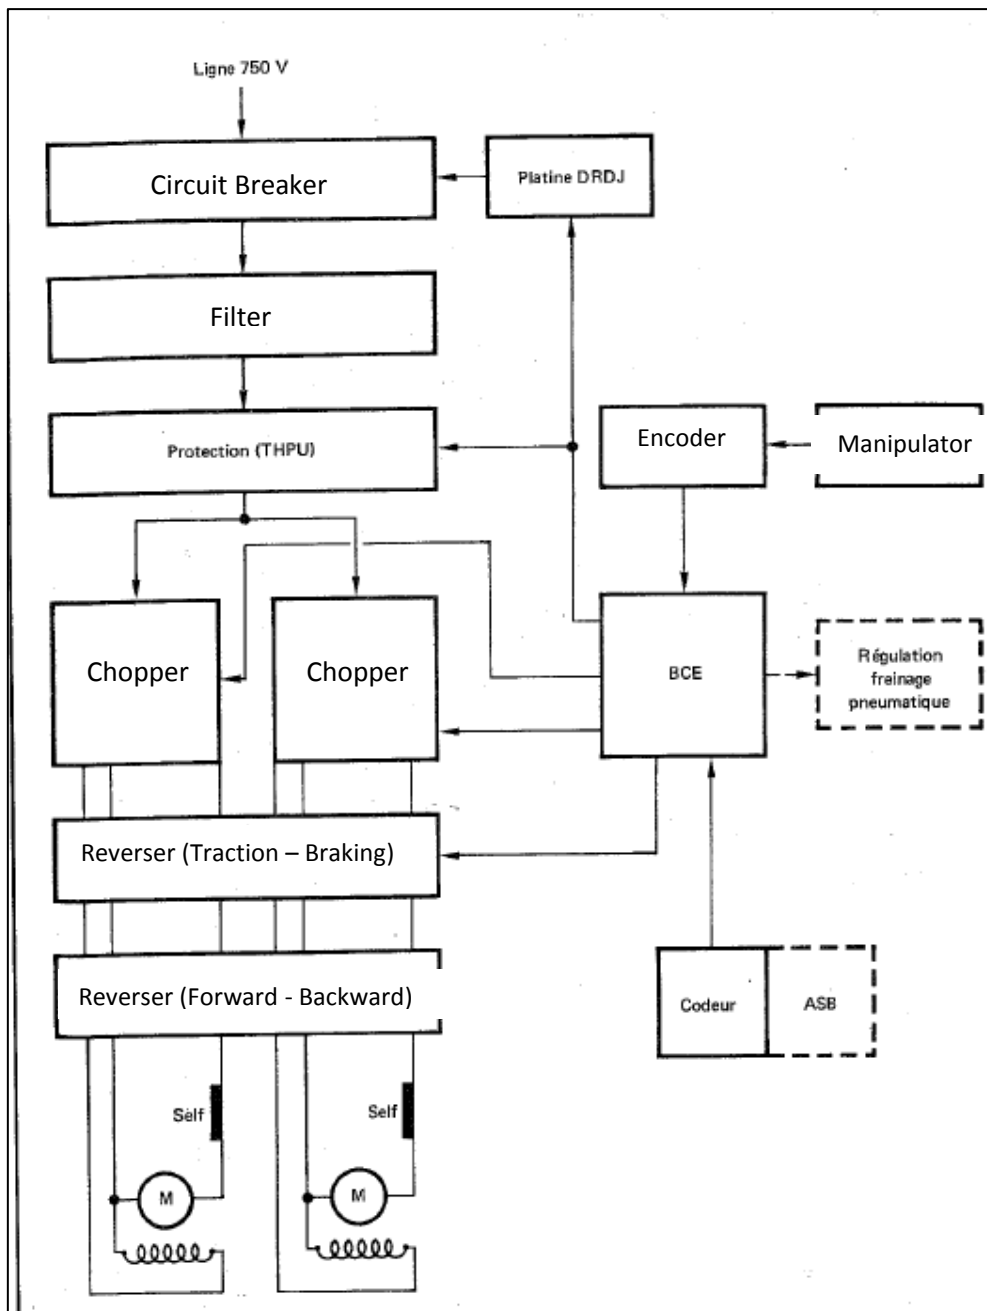 Ligne 750 V
Circuit Breaker
Platine DRDJ
Filter
Protection (THPU)
Encoder
Manipulator
Chopper
Chopper
BCE
Régulation
freinage
pneumatique
Reverser (Traction – Braking)
Reverser (Forward - Backward)
Codeur
ASB
Self
Self
M
M